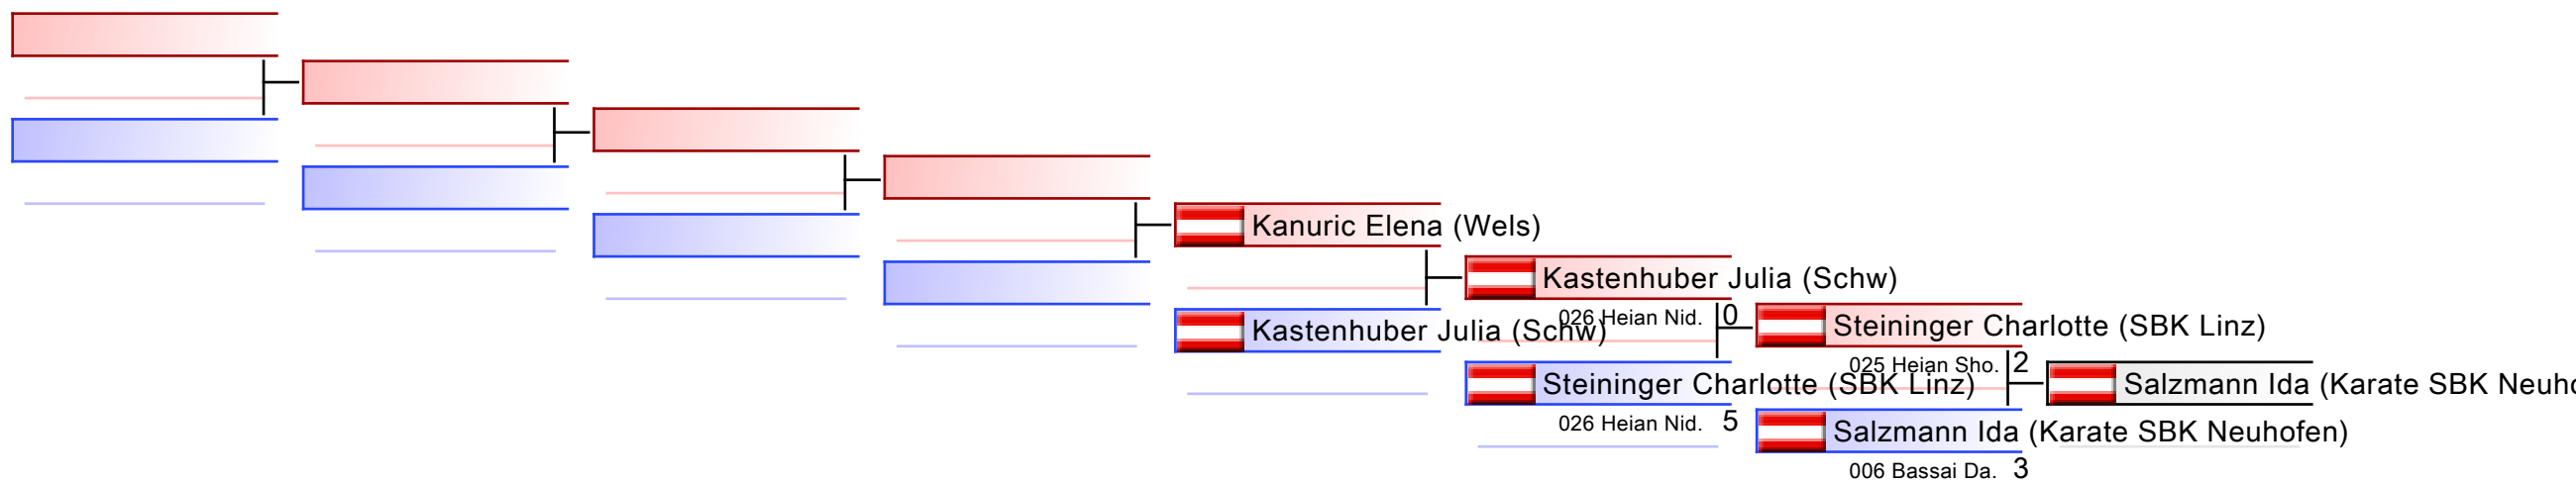 Kanuric Elena (Wels)
Kastenhuber Julia (Schw)
Kastenhuber Julia (Schw)
026 Heian Nid. 0
Steininger Charlotte (SBK Linz)
026 Heian Nid. 5
Steininger Charlotte (SBK Linz)
025 Heian Sho. 2
Salzmann Ida (Karate SBK Neuhofen)
006 Bassai Da. 3
Salzmann Ida (Karate SBK Neuho